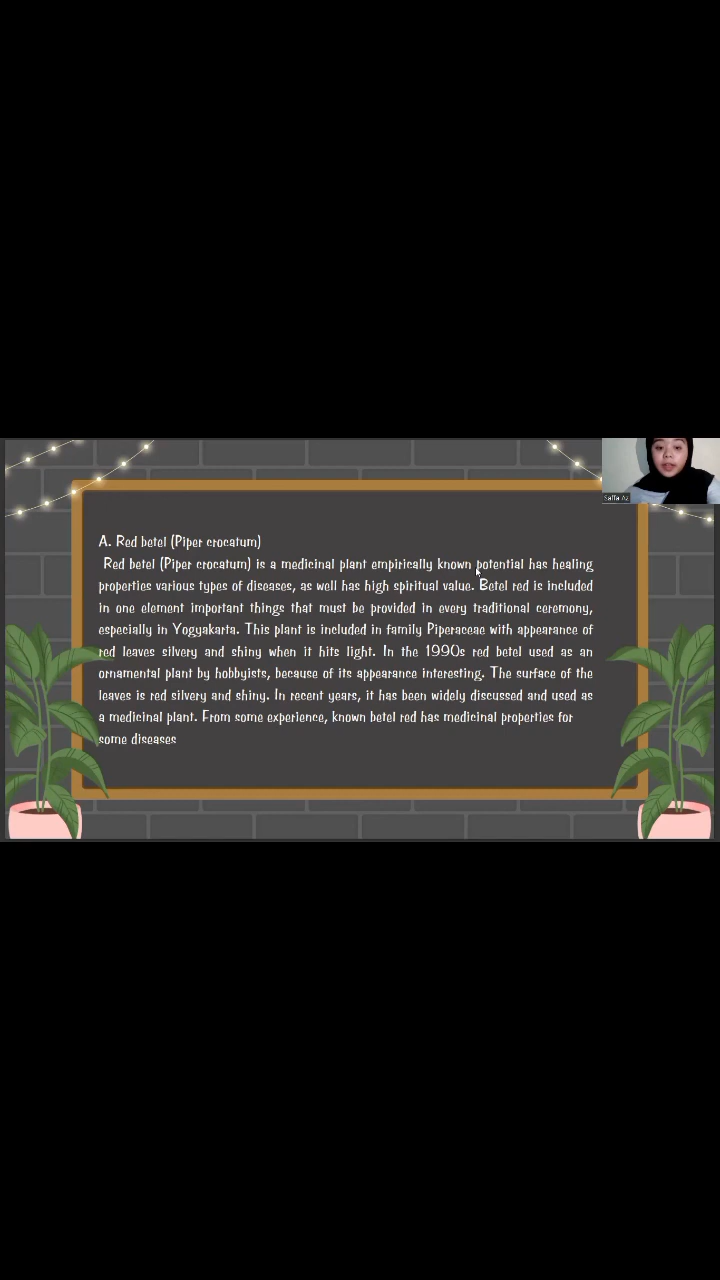 Saffa Az
A. Red betel (Piper crocatum)
Red betel (Piper crocatum) is a medicinal plant empirically known potential has healing
properties various types of diseases, as well has high spiritual value. Betel red is included
in one element important things that must be provided in every traditional ceremony,
especially in Yogyakarta. This plant is included in family Piperaceae with appearance of
red leaves silvery and shiny when it hits light. In the 1990s red betel used as an
ornamental plant by hobbyists, because of its appearance interesting. The surface of the
leaves is red silvery and shiny. In recent years, it has been widely discussed and used as
a medicinal plant. From some experience, known betel red has medicinal properties for
some diseases